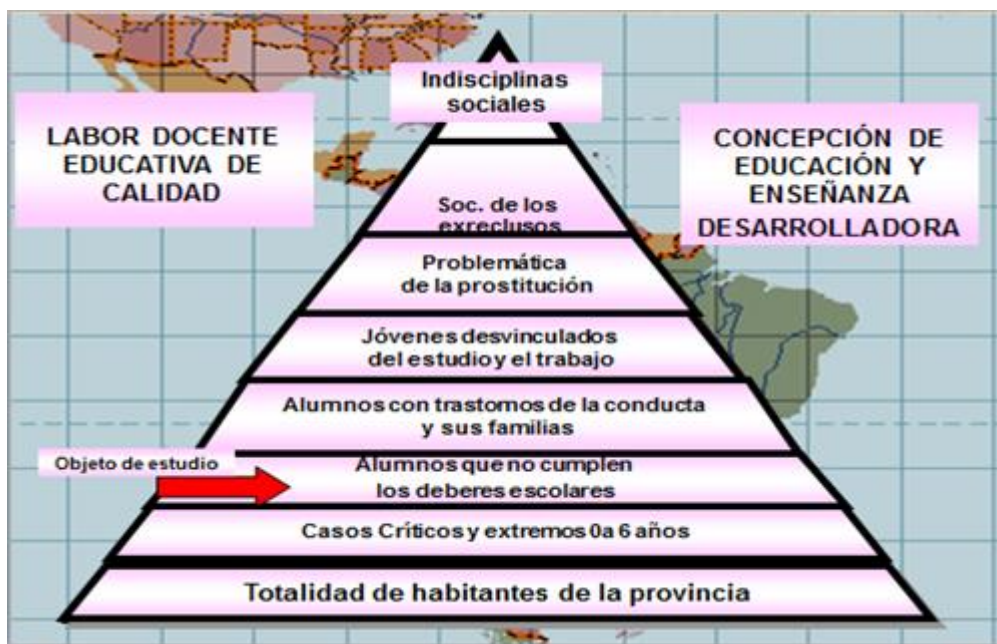 Indisciplinas
sociales
LABOR DOCENTE
EDUCATIVA DE
CALIDAD
CONCEPCIÓN DE
EDUCACIÓN Y
ENSEÑANZA
DESARROLLADORA
Soc. de los
exreclusos
Problemática
de la prostitución
Jóvenes desvinculados
del estudio y el trabajo
Alumnos con trastornos de la conducta
y sus familias
Objeto de estudio
Alumnos que no cumplen
los deberes escolares
Casos Críticos y extremos 0a 6 años
Totalidad de habitantes de la provincia